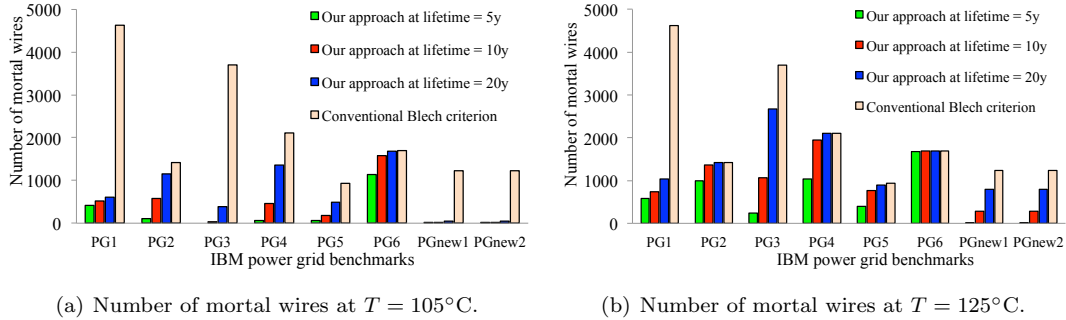 5000
4000
3000
2000
1000
0
Number of mortal wires
Our approach at lifetime = 5y
Our approach at lifetime = 10y
Our approach at lifetime = 20y
Conventional Blech criterion
PG1 PG2 PG3 PG4 PG5 PG6 PGnew1 PGnew2
IBM power grid benchmarks
(a) Number of mortal wires at T = 105°C.
5000
4000
3000
2000
1000
0
Number of mortal wires
Our approach at lifetime = 5y
Our approach at lifetime = 10y
Our approach at lifetime = 20y
Conventional Blech criterion
PG1 PG2 PG3 PG4 PG5 PG6 PGnew1 PGnew2
IBM power grid benchmarks
(b) Number of mortal wires at T = 125°C.